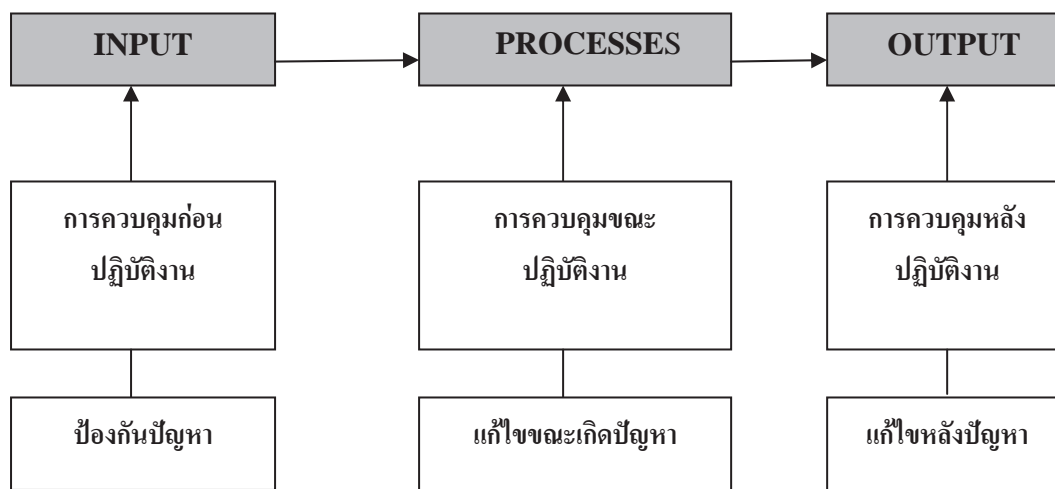 INPUT
PROCESSES
OUTPUT
การควบคุมก่อน
ปฏิบัติงาน
การควบคุมขณะ
ปฏิบัติงาน
การควบคุมหลัง
ปฏิบัติงาน
ป้องกันปัญหา
แก้ไขขณะเกิดปัญหา
แก้ไขหลังปัญหา